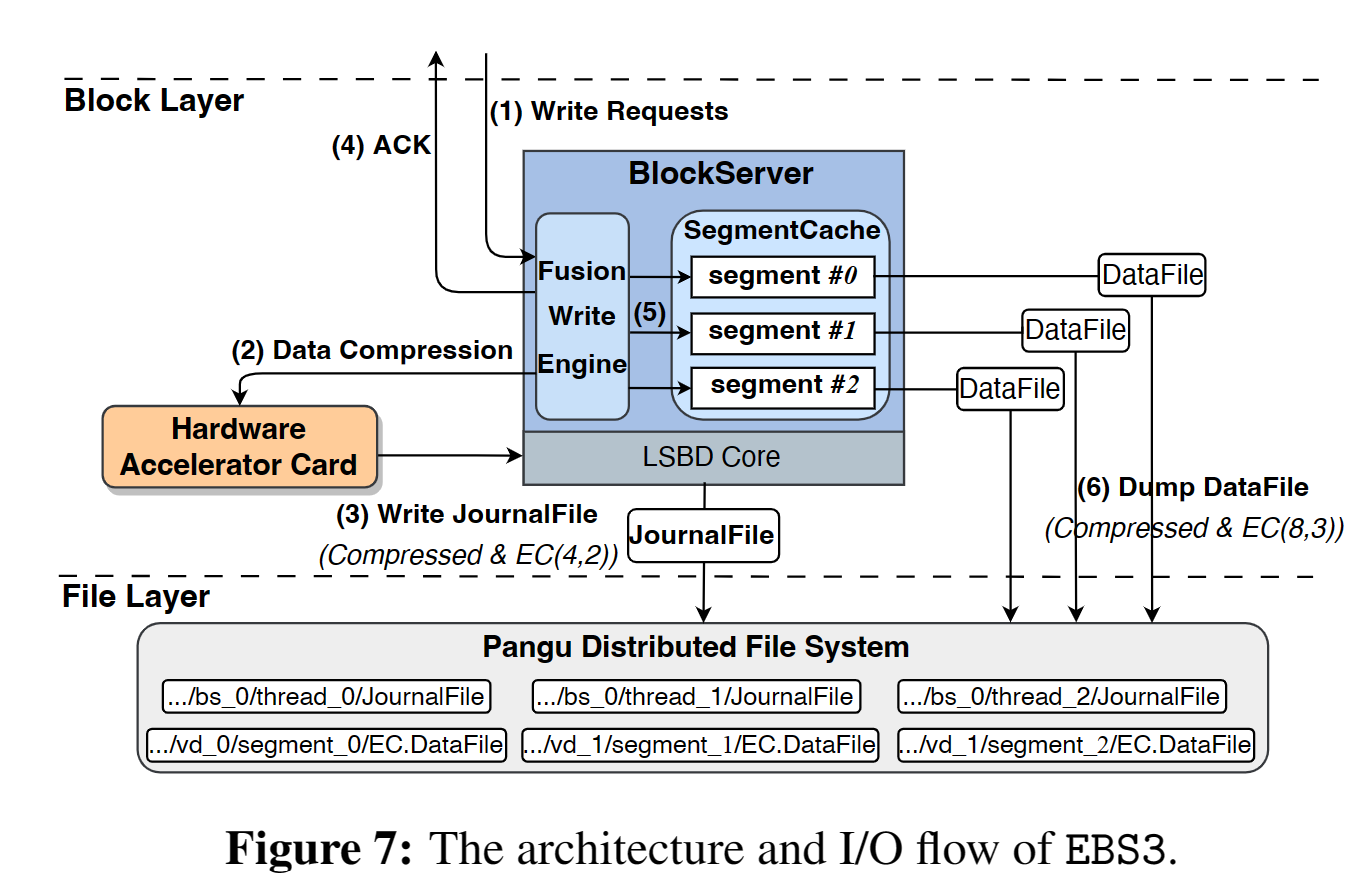 Block Layer
(1) Write Requests
(4) ACK
BlockServer
SegmentCache
Fusion
Write
Engine
(5)
segment #0
segment #1
segment #2
DataFile
DataFile
DataFile
(2) Data Compression
Hardware
Accelerator Card
LSBD Core
(3) Write JournalFile
(Compressed & EC(4,2))
JournalFile
(6) Dump DataFile
(Compressed & EC(8,3))
File Layer
Pangu Distributed File System
.../bs_0/thread_0/JournalFile
.../bs_0/thread_1/JournalFile
.../bs_0/thread_2/JournalFile
.../vd_0/segment_0/EC.DataFile
.../vd_1/segment_1/EC.DataFile
.../vd_1/segment_2/EC.DataFile
Figure 7: The architecture and I/O flow of EBS3.